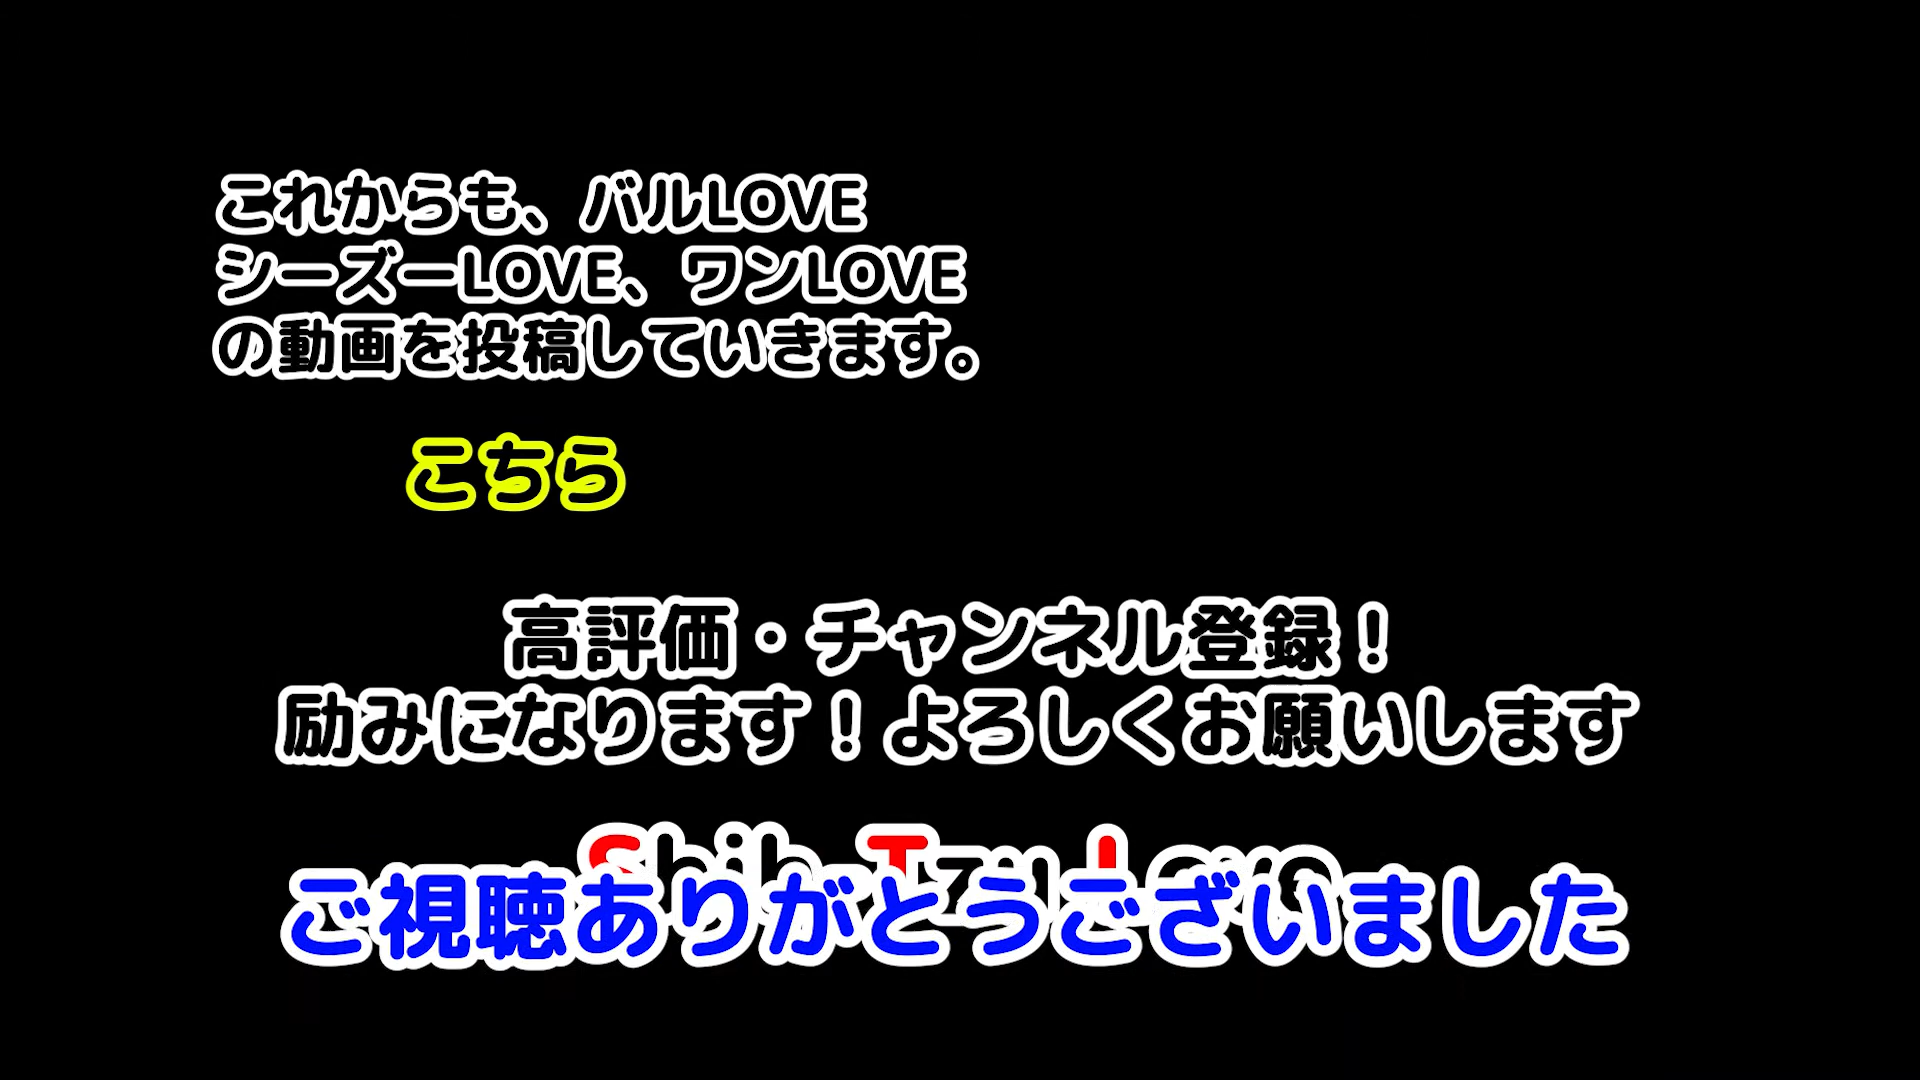 これからも、バルLOVE
シーズーLOVE、ワンLOVE
の動画を投稿していきます。
こちら
高評価・チャンネル登録！
励みになります！よろしくお願いします
Shih-Tzu Love
ご視聴ありがとうございました